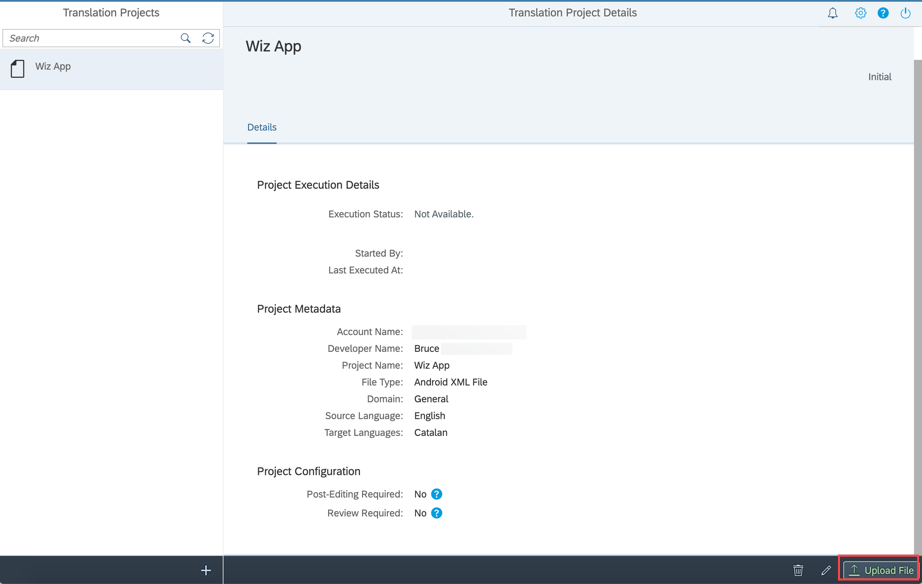 Translation Projects
Translation Project Details
Search
Wiz App
Wiz App
Initial
Details
Project Execution Details
Execution Status: Not Available.
Started By:
Last Executed At:
Project Metadata
Account Name:
Developer Name: Bruce
Project Name: Wiz App
File Type: Android XML File
Domain: General
Source Language: English
Target Languages: Catalan
Project Configuration
Post-Editing Required: No
Review Required: No
Upload File